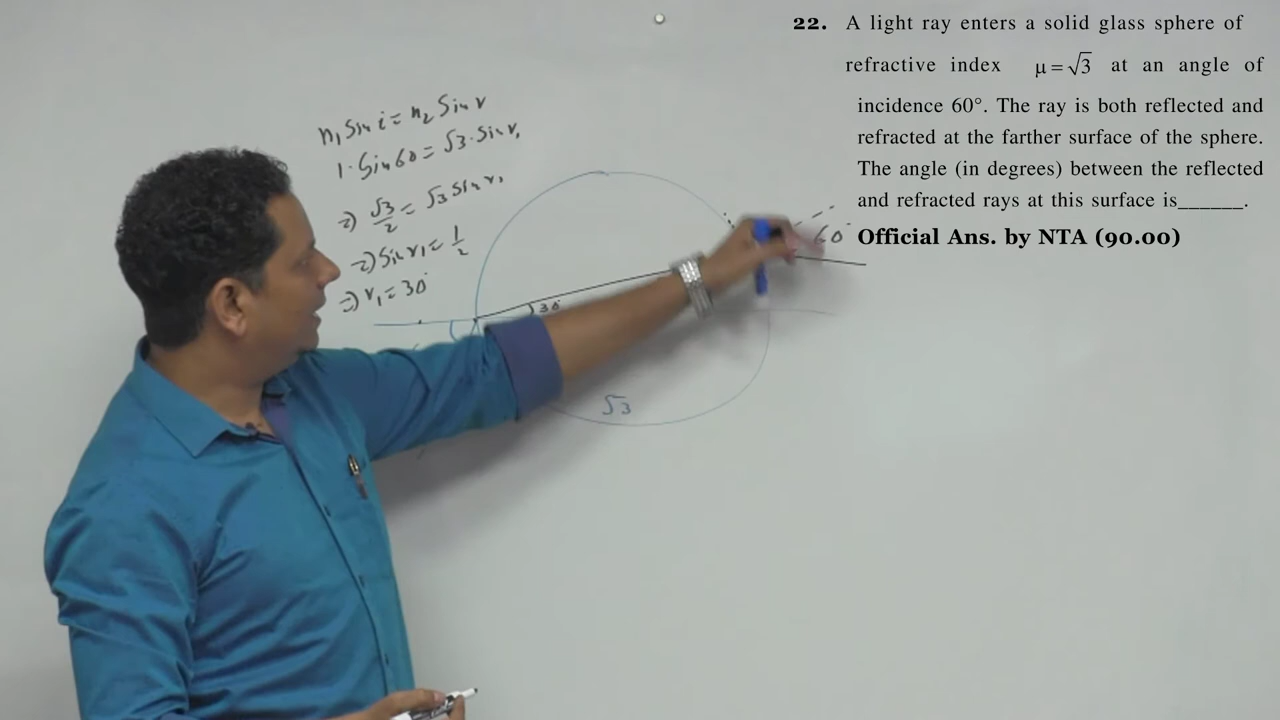 22. A light ray enters a solid glass sphere of
refractive index μ=√3 at an angle of
incidence 60°. The ray is both reflected and
refracted at the farther surface of the sphere.
The angle (in degrees) between the reflected
and refracted rays at this surface is______.
Official Ans. by NTA (90.00)
n₁ Sin i = n₂ Sin r
1·Sin 60 = √3·Sin r₁
⇒ √3/2 = √3 Sin r₁
⇒ Sin r₁ = 1/2
⇒ r₁ = 30°
30°
60°
√3